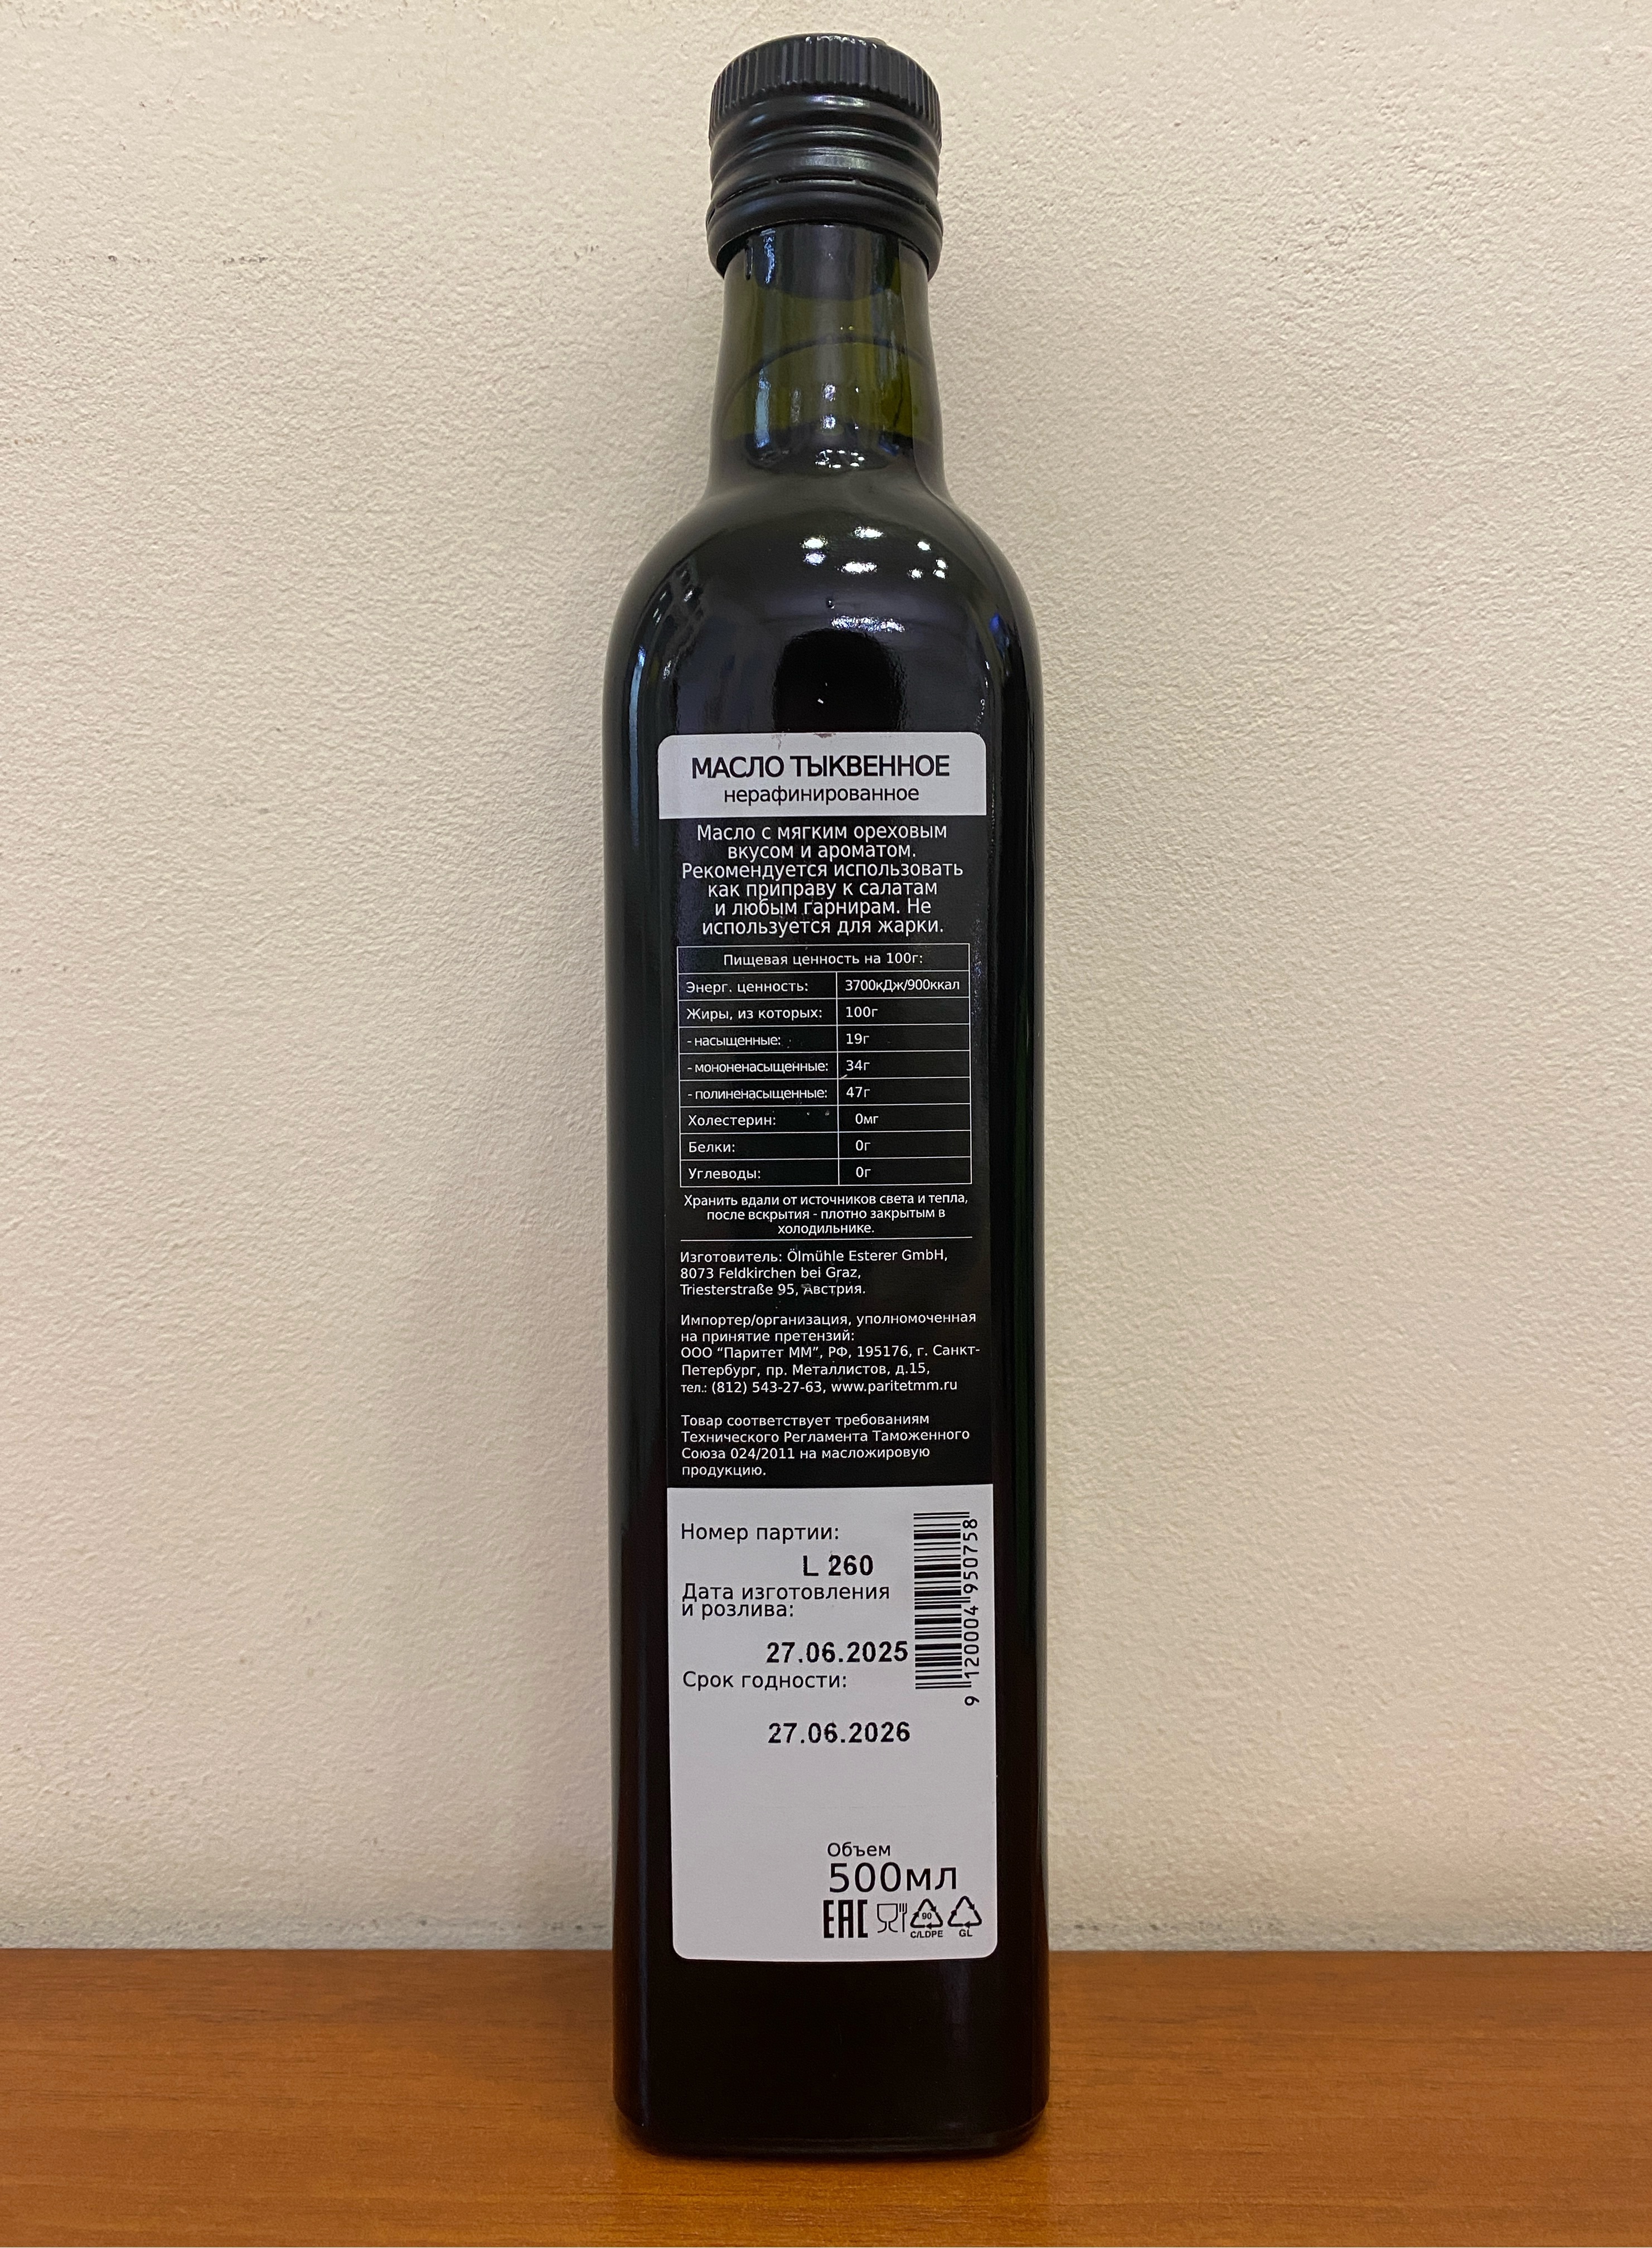 МАСЛО ТЫКВЕННОЕ
нерафинированное
Масло с мягким ореховым
вкусом и ароматом.
Рекомендуется использовать
как приправу к салатам
и любым гарнирам. Не
используется для жарки.
Пищевая ценность на 100г:
Энерг. ценность: 3700кДж/900ккал
Жиры, из которых: 100г
- насыщенные: 19г
- мононенасыщенные: 34г
- полиненасыщенные: 47г
Холестерин: 0мг
Белки: 0г
Углеводы: 0г
Хранить вдали от источников света и тепла,
после вскрытия - плотно закрытым в
холодильнике.
Изготовитель: Ölmühle Esterer GmbH,
8073 Feldkirchen bei Graz,
Triesterstraße 95, Австрия.
Импортер/организация, уполномоченная
на принятие претензий:
ООО “Паритет ММ”, РФ, 195176, г. Санкт-
Петербург, пр. Металлистов, д.15,
тел.: (812) 543-27-63, www.paritetmm.ru
Товар соответствует требованиям
Технического Регламента Таможенного
Союза 024/2011 на масложировую
продукцию.
Номер партии:
L 260
Дата изготовления
и розлива:
27.06.2025
Срок годности:
27.06.2026
9 120004 950758
Объем
500мл
EAC
90
C/LDPE
GL